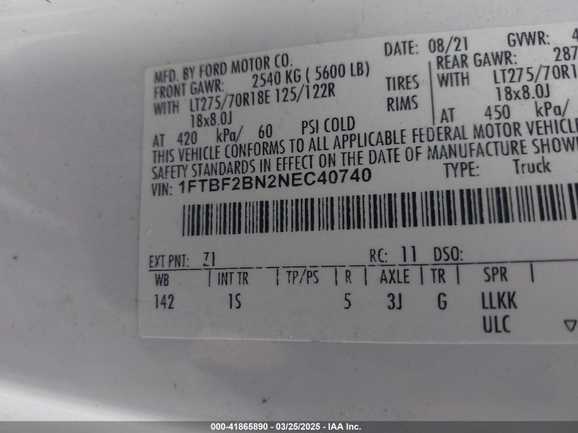 MFD. BY FORD MOTOR CO.
DATE: 08/21
GVWR: 4
FRONT GAWR: 2540 KG ( 5600 LB)
REAR GAWR: 287
WITH LT275/70R18E 125/122R TIRES
WITH LT275/70R1
18x8.0J RIMS
18x8.0J
AT 420 kPa/ 60 PSI COLD
AT 450 kPa/
THIS VEHICLE CONFORMS TO ALL APPLICABLE FEDERAL MOTOR VEHICLE
SAFETY STANDARDS IN EFFECT ON THE DATE OF MANUFACTURE SHOW
VIN: 1FTBF2BN2NEC40740
TYPE: Truck
EXT PNT: Z1 RC: 11 DSO:
WB | INT TR | TP/PS | R | AXLE | TR | SPR
142 1S 5 3J G LLKK
ULC
000-41865890 - 03/25/2025 - IAA Inc.